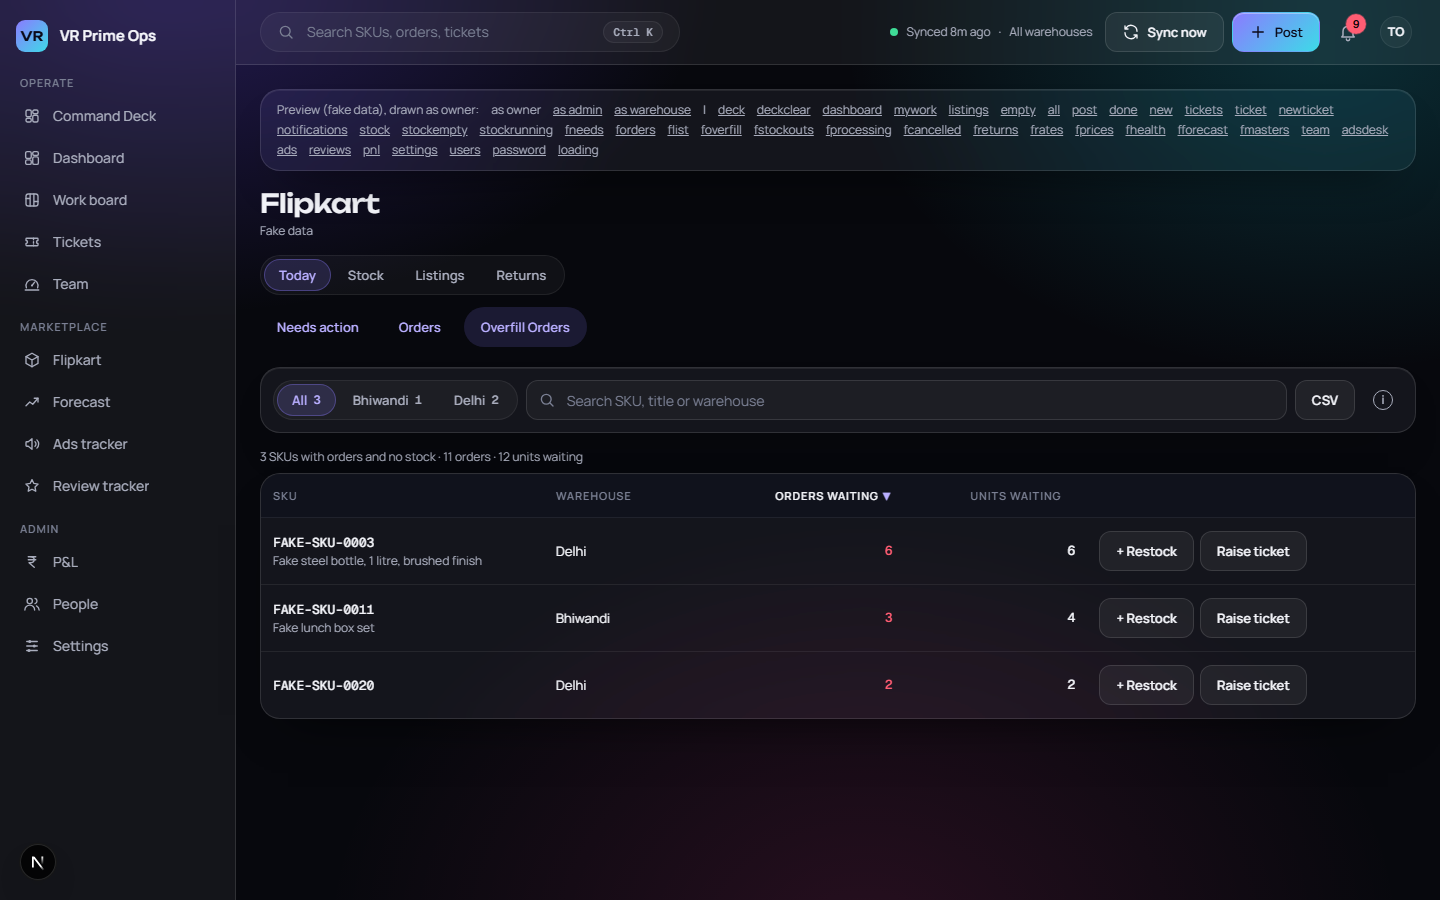 VR VR Prime Ops
Search SKUs, orders, tickets Ctrl K
Synced 8m ago · All warehouses
Sync now
+ Post
9
TO
OPERATE
Command Deck
Dashboard
Work board
Tickets
Team
MARKETPLACE
Flipkart
Forecast
Ads tracker
Review tracker
ADMIN
₹ P&L
People
Settings
N
Preview (fake data), drawn as owner: as owner as admin as warehouse | deck deckclear dashboard mywork listings empty all post done new tickets ticket newticket
notifications stock stockempty stockrunning fneeds forders flist foverfill fstockouts fprocessing fcancelled freturns frates fprices fhealth fforecast fmasters team adsdesk
ads reviews pnl settings users password loading
Flipkart
Fake data
Today Stock Listings Returns
Needs action Orders Overfill Orders
All 3 Bhiwandi 1 Delhi 2 Search SKU, title or warehouse CSV i
3 SKUs with orders and no stock · 11 orders · 12 units waiting
SKU WAREHOUSE ORDERS WAITING ▼ UNITS WAITING
FAKE-SKU-0003
Fake steel bottle, 1 litre, brushed finish
Delhi 6 6 + Restock Raise ticket
FAKE-SKU-0011
Fake lunch box set
Bhiwandi 3 4 + Restock Raise ticket
FAKE-SKU-0020 Delhi 2 2 + Restock Raise ticket